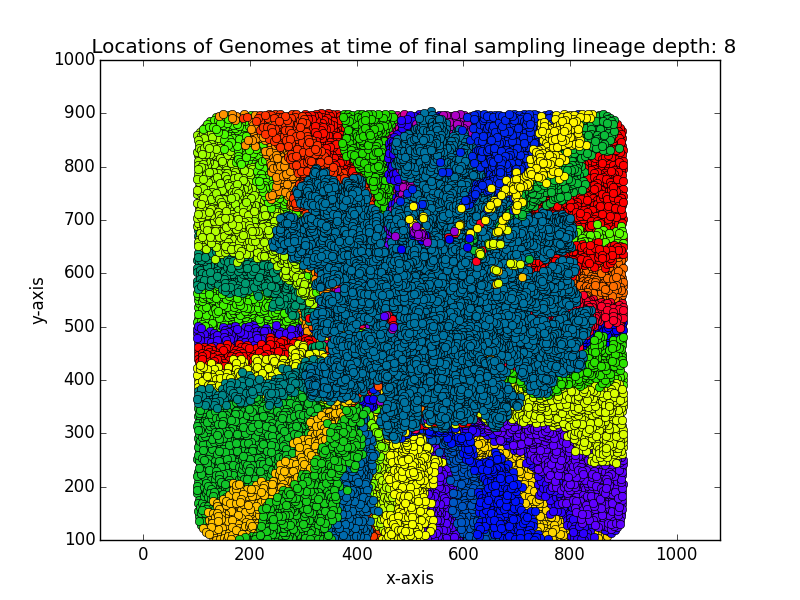 Locations of Genomes at time of final sampling lineage depth: 8
1000
900
800
700
600
500
400
300
200
100
y-axis
0 200 400 600 800 1000
x-axis